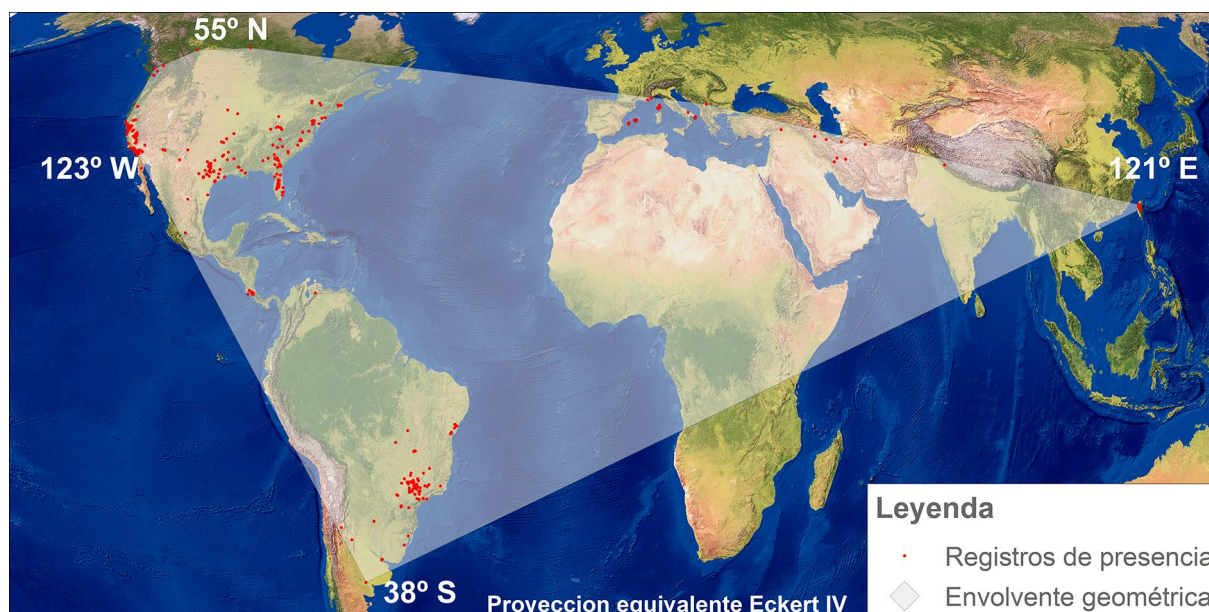 55º N
123º W
121º E
38º S
Proyeccion equivalente Eckert IV
Leyenda
Registros de presencia
Envolvente geométrica